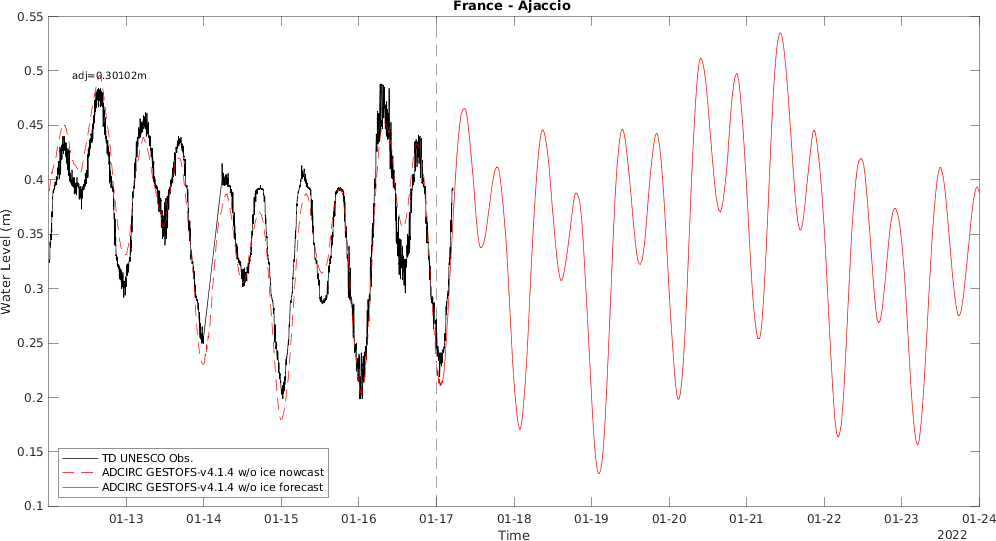 France - Ajaccio
0.55
0.5
0.45
0.4
0.35
0.3
0.25
0.2
0.15
0.1
Water Level (m)
adj=0.30102m
TD UNESCO Obs.
ADCIRC GESTOFS-v4.1.4 w/o ice nowcast
ADCIRC GESTOFS-v4.1.4 w/o ice forecast
01-13 01-14 01-15 01-16 01-17 01-18 01-19 01-20 01-21 01-22 01-23 01-24
Time
2022